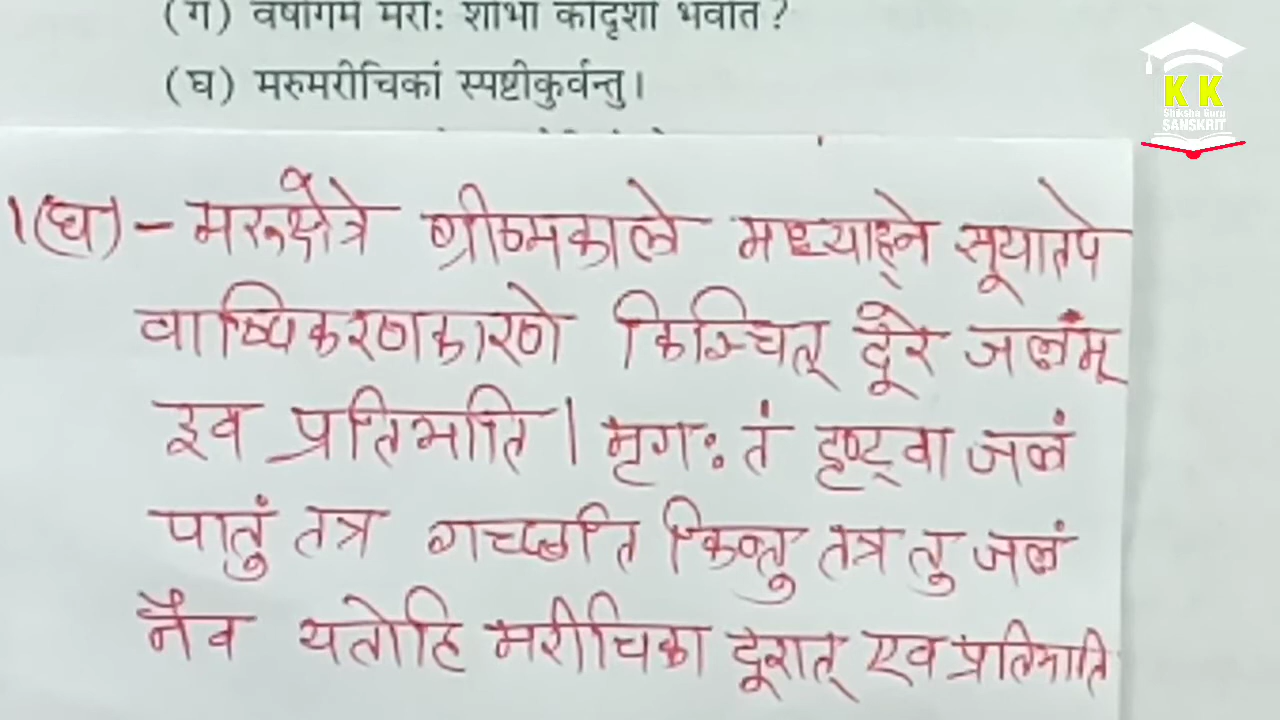 (ग) वर्षागमे मरोः शोभा कीदृशी भवति?
(घ) मरुमरीचिकां स्पष्टीकुर्वन्तु।
K K
Shiksha Guru
SANSKRIT
1(घ) - मरूक्षेत्रे ग्रीष्मकाले मध्याह्ने सूर्यातपे
वाष्पिकरणकारणे किञ्चित् दूरे जलंम्
इव प्रतिभाति। मृगः तं दृष्ट्वा जलं
पातुं तत्र गच्छति किन्तु तत्र तु जलं
नैव यतोहि मरीचिका दूरात् एव प्रतिभाति